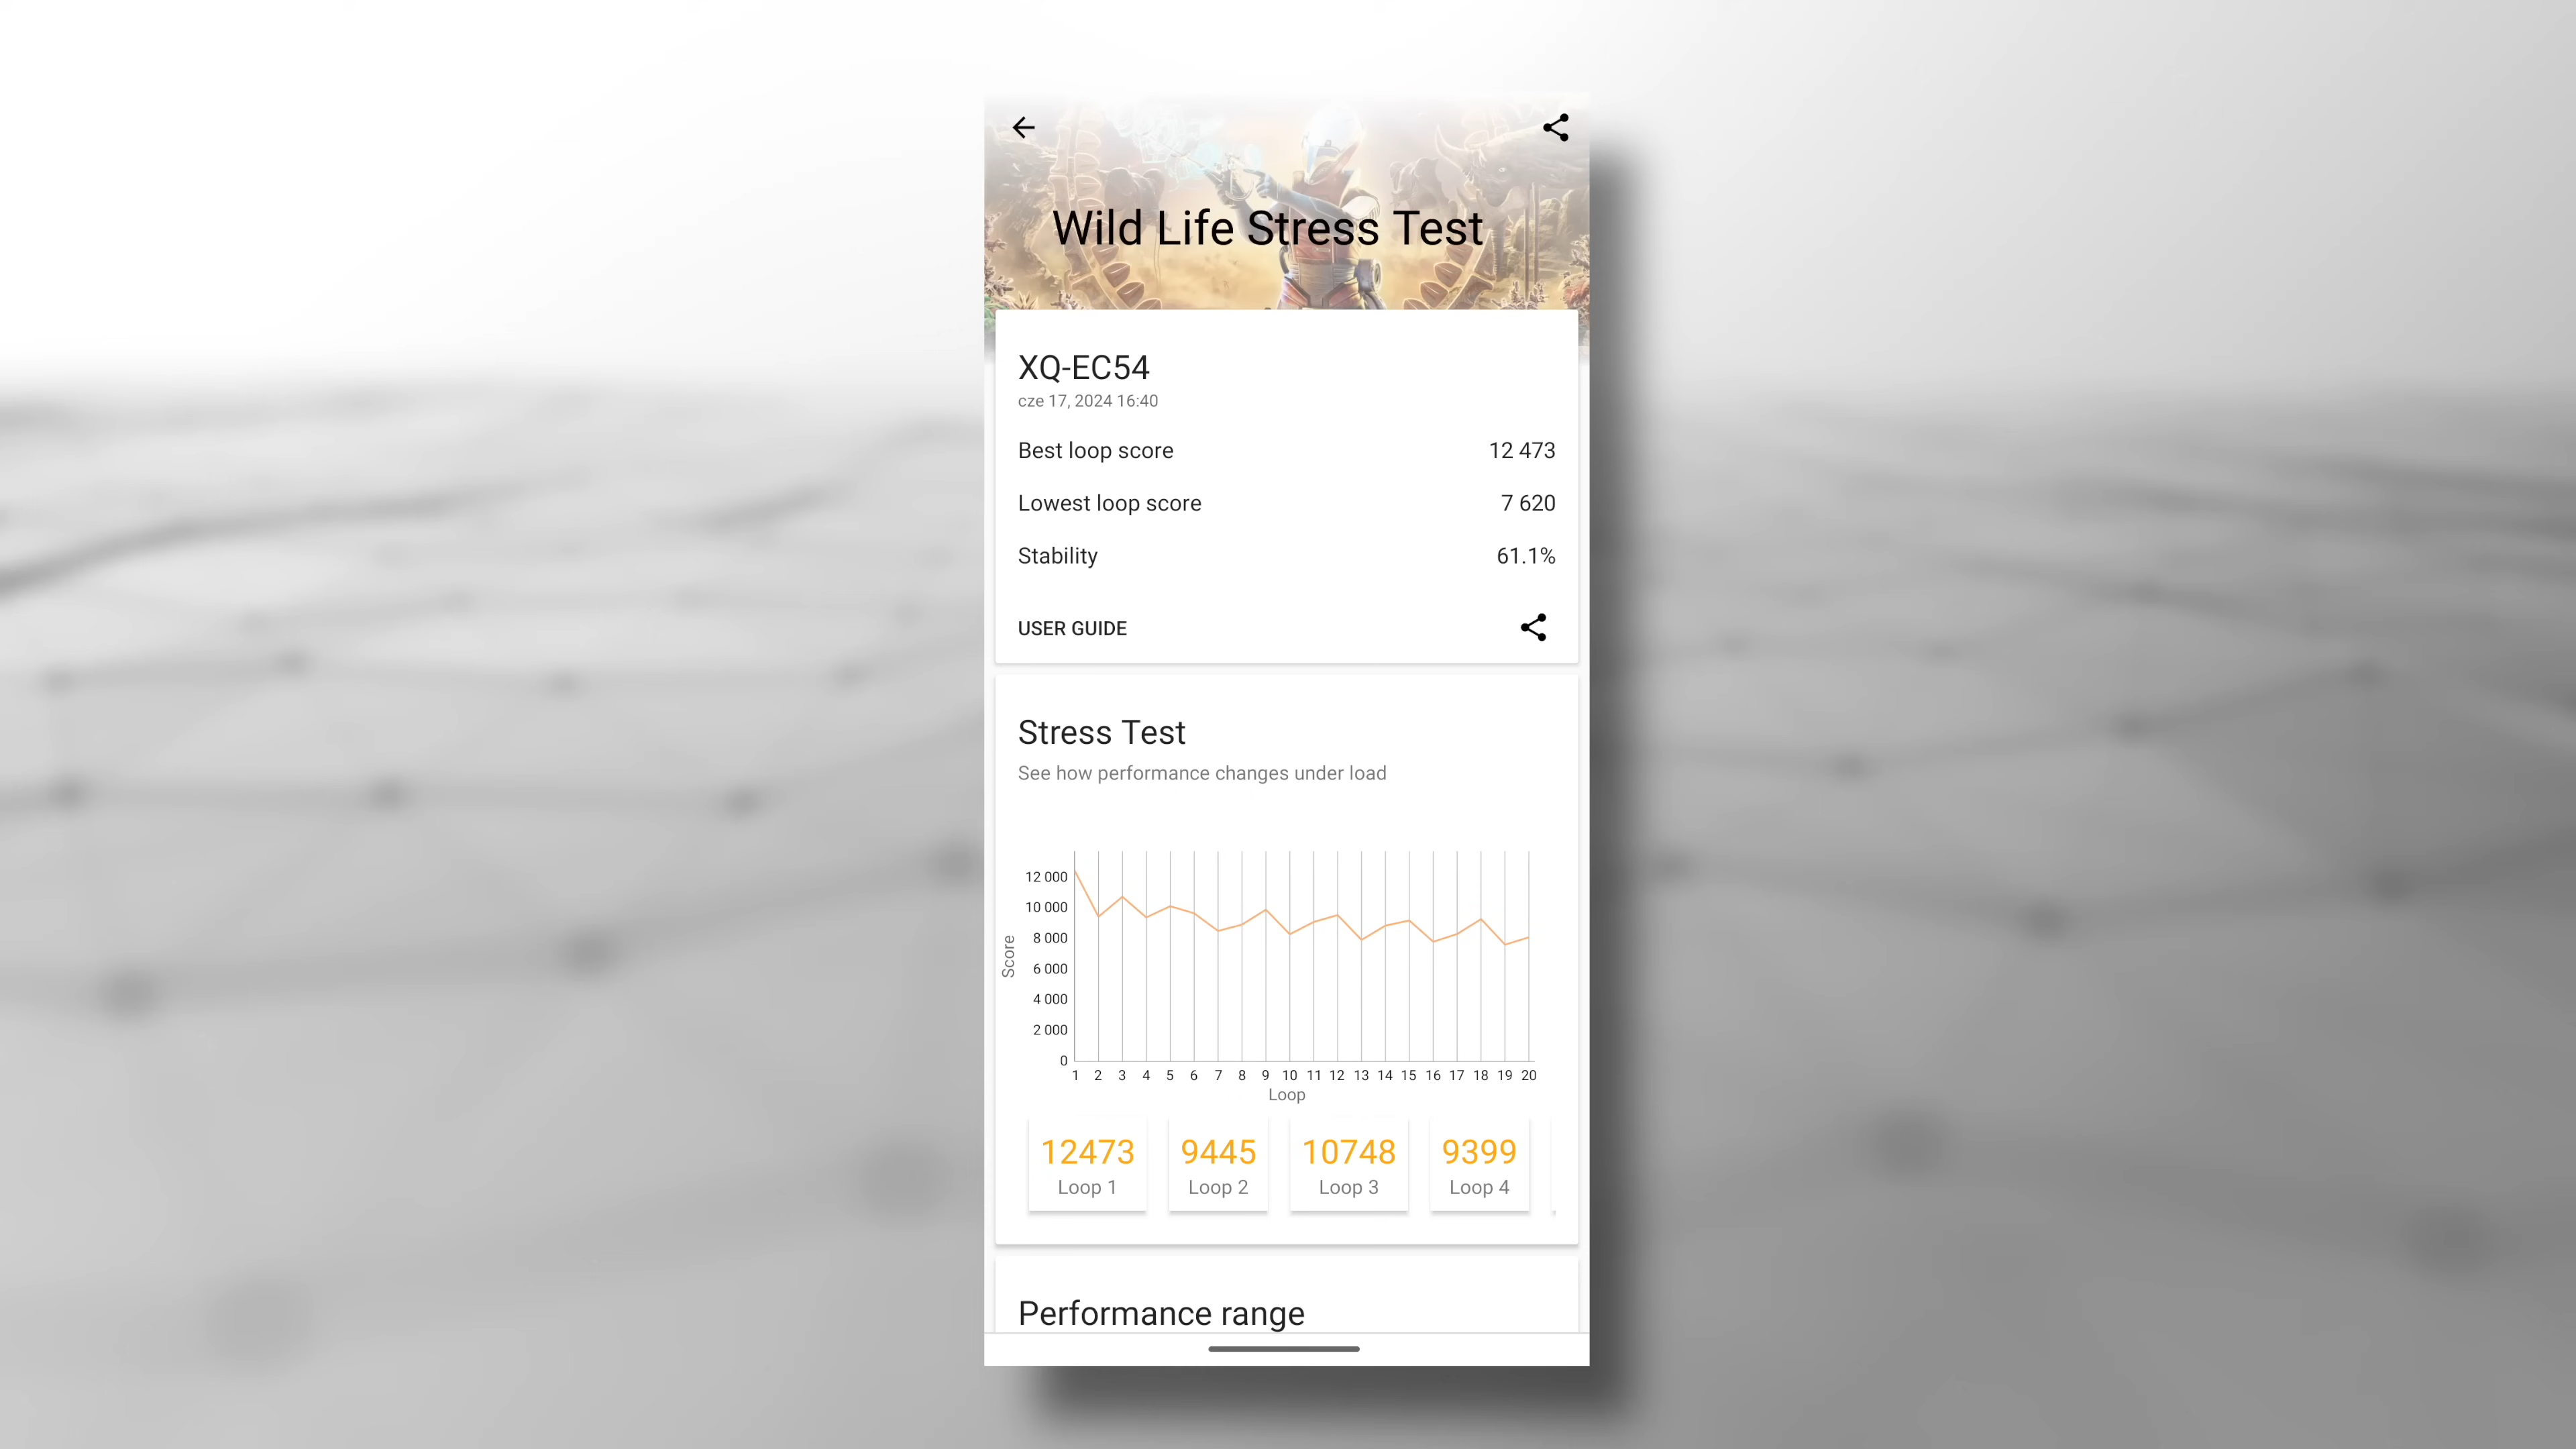 Wild Life Stress Test
XQ-EC54
cze 17, 2024 16:40
Best loop score 12 473
Lowest loop score 7 620
Stability 61.1%
USER GUIDE
Stress Test
See how performance changes under load
Score
12 000
10 000
8 000
6 000
4 000
2 000
0
1 2 3 4 5 6 7 8 9 10 11 12 13 14 15 16 17 18 19 20
Loop
12473 9445 10748 9399
Loop 1 Loop 2 Loop 3 Loop 4
Performance range